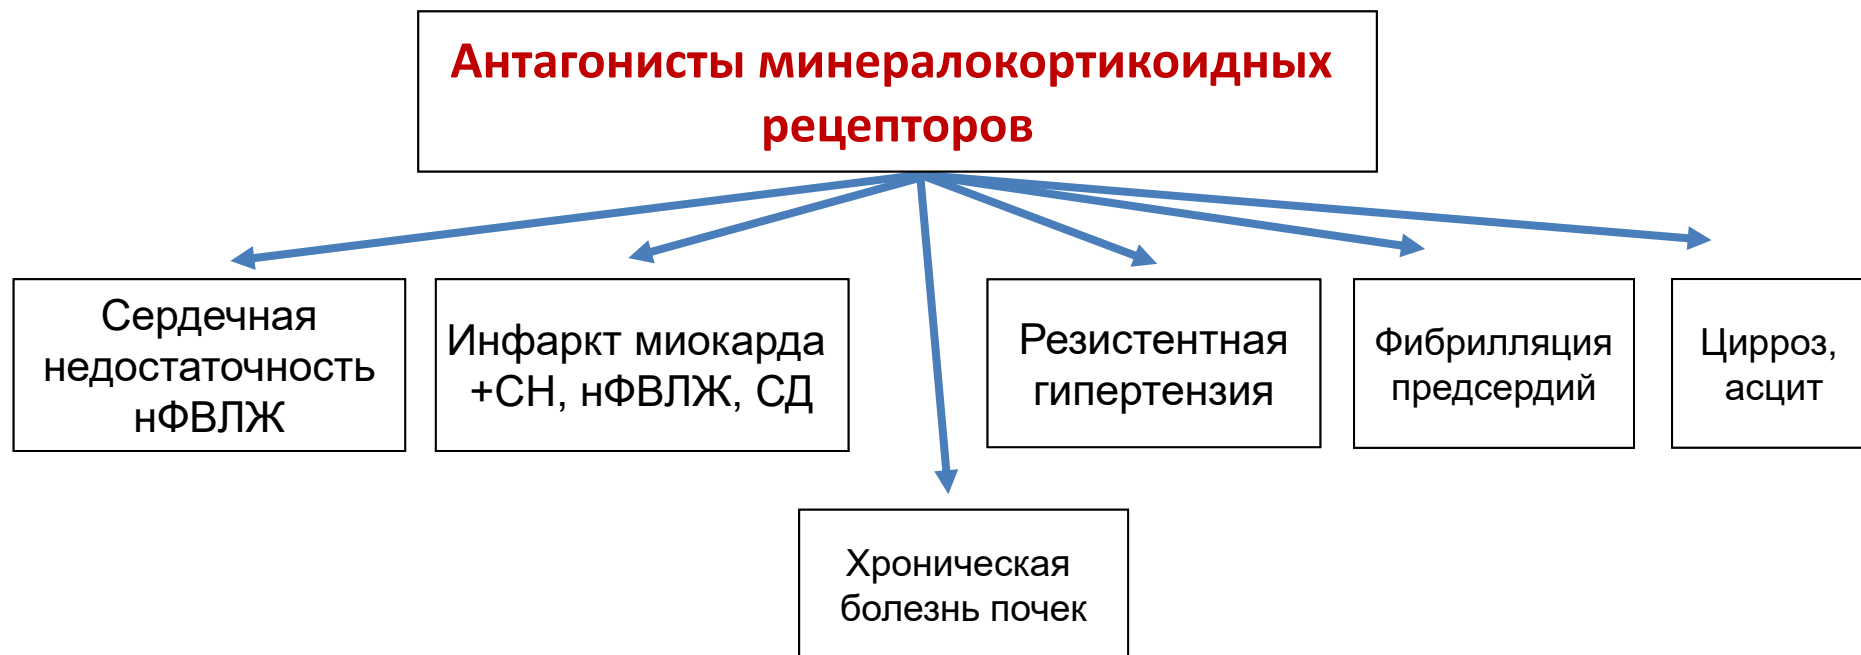 Антагонисты минералокортикоидных
рецепторов
Сердечная
недостаточность
нФВЛЖ
Инфаркт миокарда
+СН, нФВЛЖ, СД
Резистентная
гипертензия
Фибрилляция
предсердий
Цирроз,
асцит
Хроническая
болезнь почек